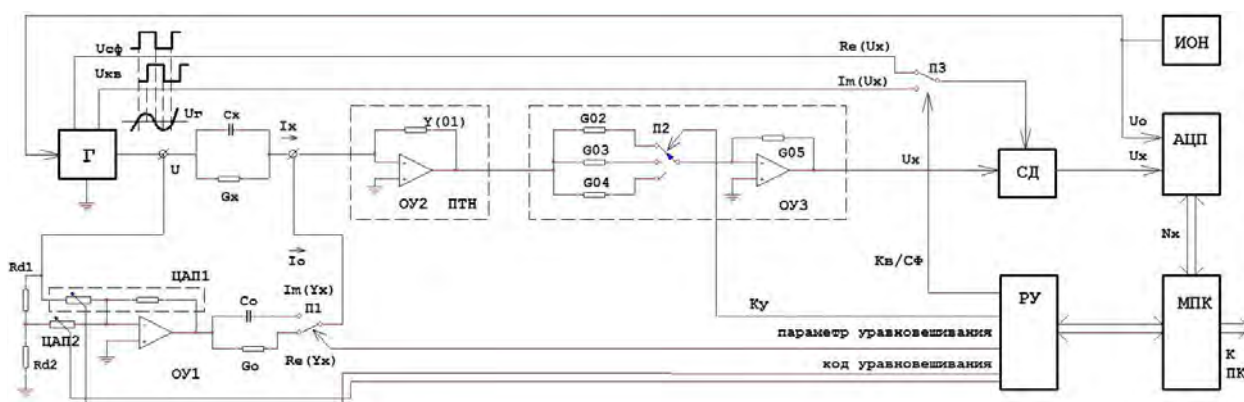 Uсф
Uкв
Uг
Г
U
Cx
Gx
Ix
Y(01)
ОУ2 ПТН
G02
G03
G04
П2
G05
ОУ3
Ux
Re(Ux)
Im(Ux)
П3
СД
ИОН
Uo
АЦП
Ux
Nx
Кв/СФ
РУ
МПК
К
ПК
Io
Rd1
ЦАП1
ЦАП2
Rd2
ОУ1
Co
Go
Im(Yx)
П1
Re(Yx)
Ку
параметр уравновешивания
код уравновешивания